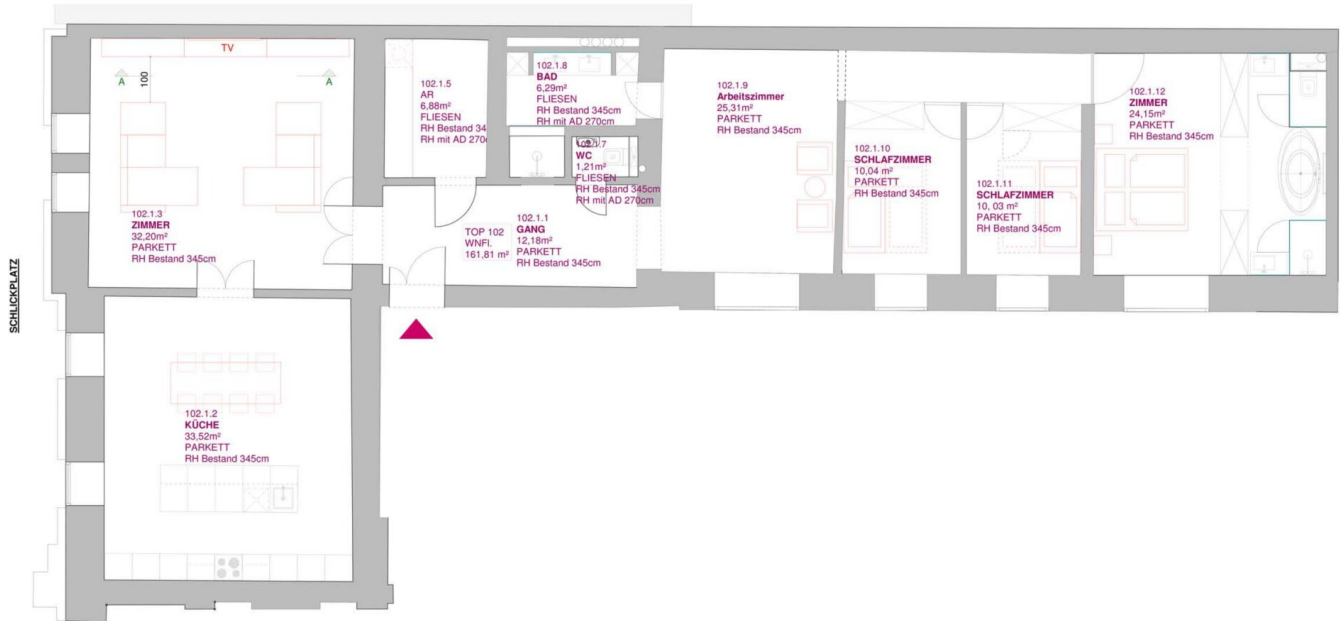 TV
A
A
100
102.1.3
ZIMMER
32,20m²
PARKETT
RH Bestand 345cm
102.1.5
AR
6,88m²
FLIESEN
RH Bestand 34
RH mit AD 270
102.1.8
BAD
6,29m²
FLIESEN
RH Bestand 345cm
RH mit AD 270cm
102.1.7
WC
1,21m²
FLIESEN
RH Bestand 345cm
RH mit AD 270cm
TOP 102
WNFl.
161,81 m²
102.1.1
GANG
12,18m²
PARKETT
RH Bestand 345cm
102.1.9
Arbeitszimmer
25,31m²
PARKETT
RH Bestand 345cm
102.1.10
SCHLAFZIMMER
10,04 m²
PARKETT
RH Bestand 345cm
102.1.11
SCHLAFZIMMER
10, 03 m²
PARKETT
RH Bestand 345cm
102.1.12
ZIMMER
24,15m²
PARKETT
RH Bestand 345cm
SCHLICKPLATZ
102.1.2
KÜCHE
33,52m²
PARKETT
RH Bestand 345cm